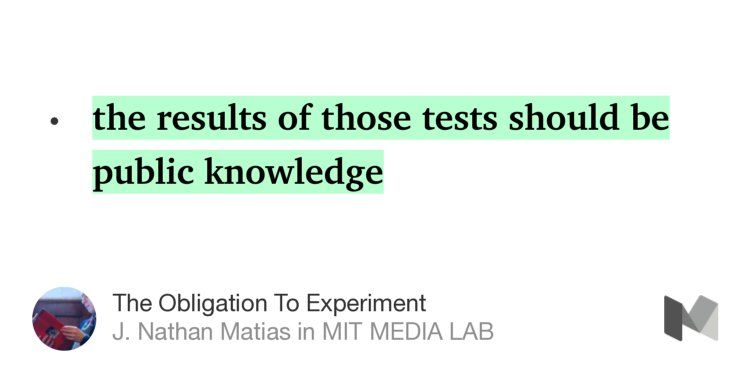 • the results of those tests should be
public knowledge
The Obligation To Experiment
J. Nathan Matias in MIT MEDIA LAB